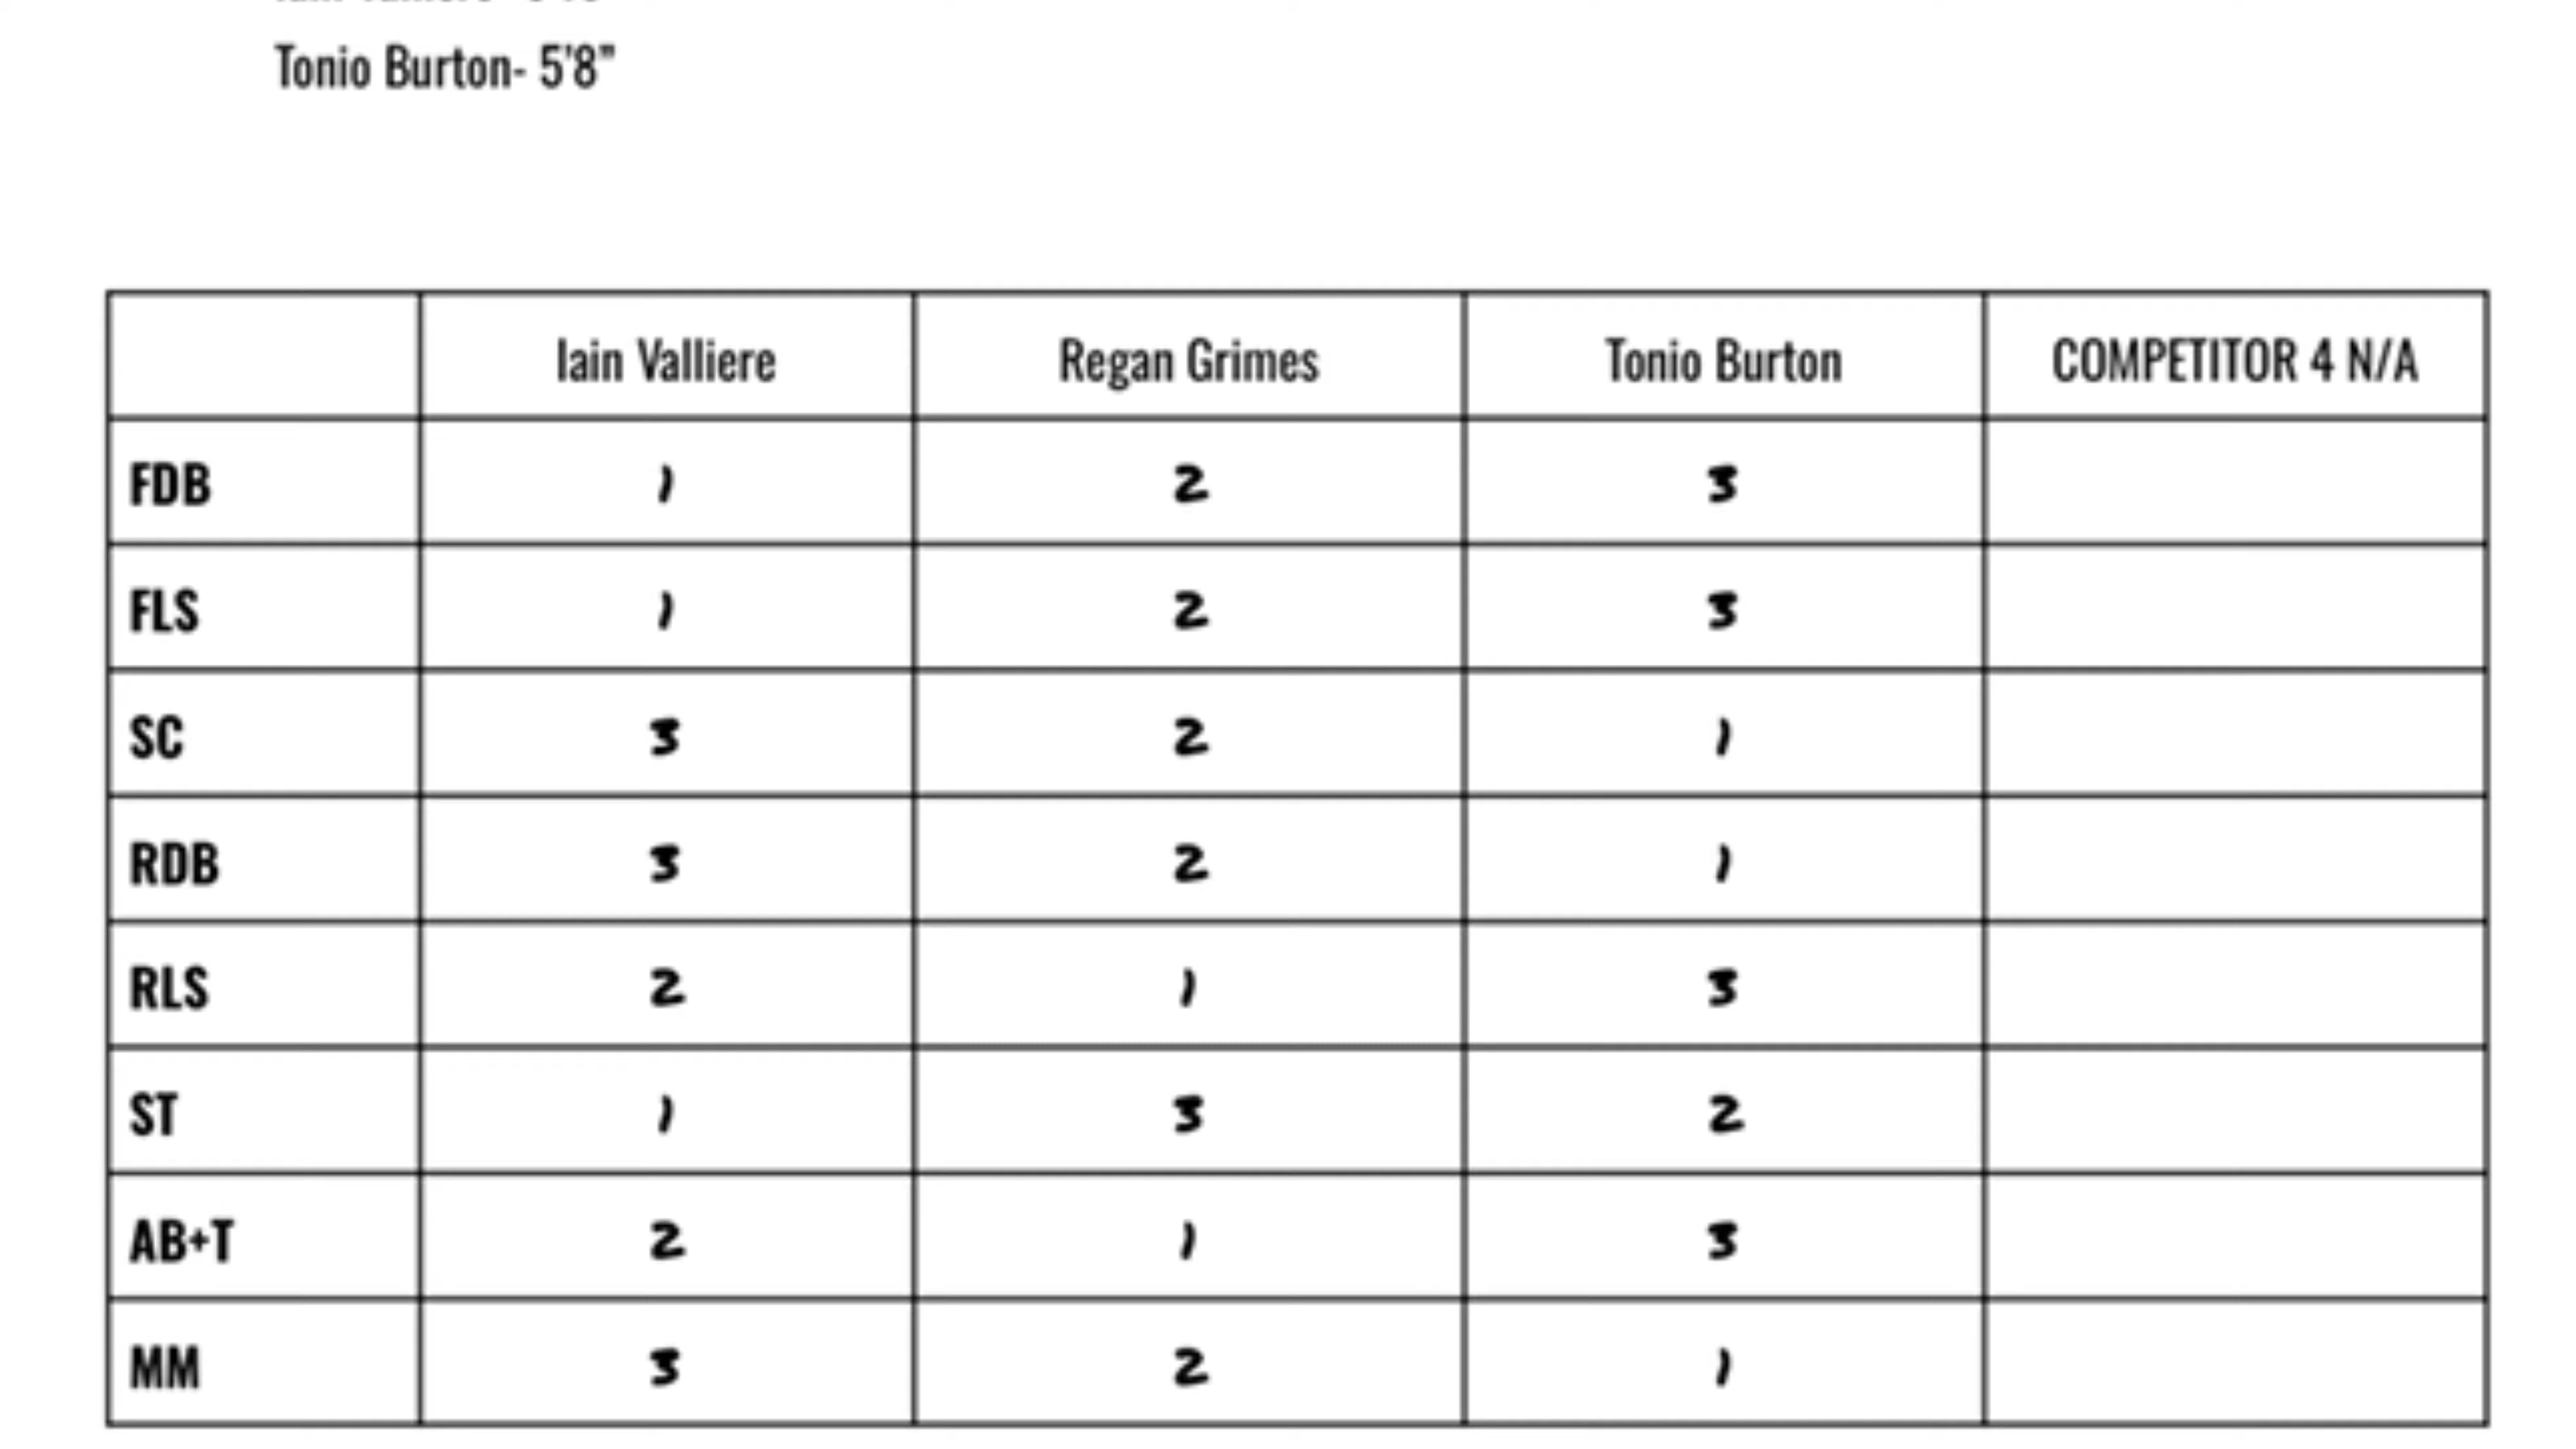 Tonio Burton- 5'8"
Iain Valliere Regan Grimes Tonio Burton COMPETITOR 4 N/A
FDB 1 2 3
FLS 1 2 3
SC 3 2 1
RDB 3 2 1
RLS 2 1 3
ST 1 3 2
AB+T 2 1 3
MM 3 2 1